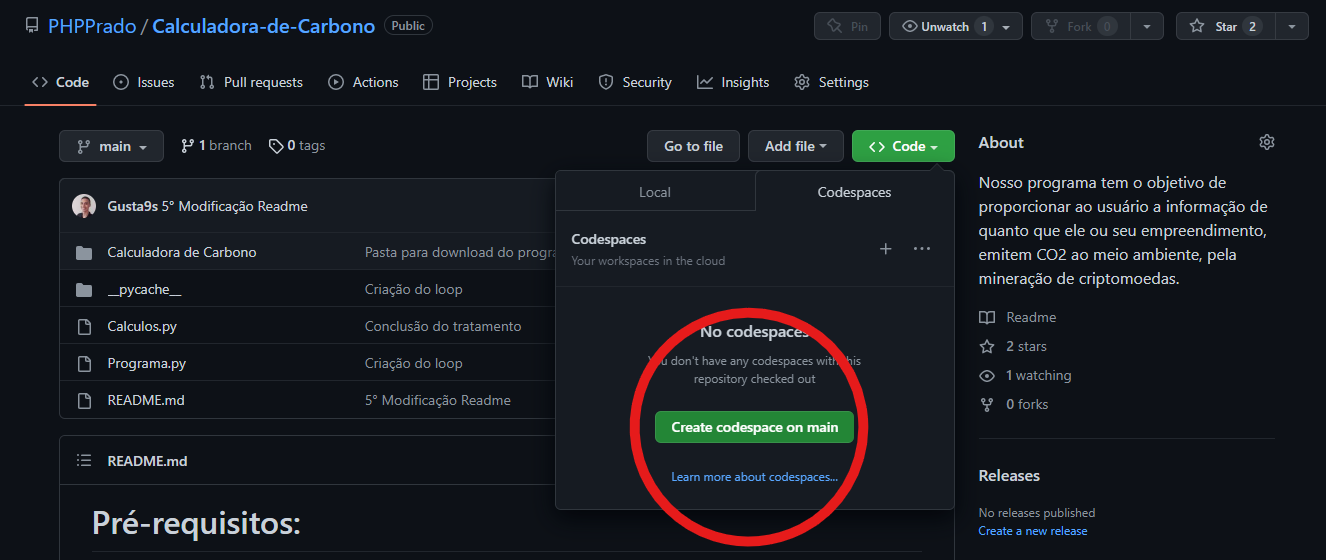 PHPPrado / Calculadora-de-Carbono Public
Pin Unwatch 1 Fork 0 Star 2
Code Issues Pull requests Actions Projects Wiki Security Insights Settings
main 1 branch 0 tags Go to file Add file Code
Gusta9s 5° Modificação Readme
Calculadora de Carbono Pasta para download do progra
__pycache__ Criação do loop
Calculos.py Conclusão do tratamento
Programa.py Criação do loop
README.md 5° Modificação Readme
README.md
Pré-requisitos:
Local Codespaces
Codespaces
Your workspaces in the cloud
No codespaces
You don't have any codespaces with this
repository checked out
Create codespace on main
Learn more about codespaces...
About
Nosso programa tem o objetivo de
proporcionar ao usuário a informação de
quanto que ele ou seu empreendimento,
emitem CO2 ao meio ambiente, pela
mineração de criptomoedas.
Readme
2 stars
1 watching
0 forks
Releases
No releases published
Create a new release